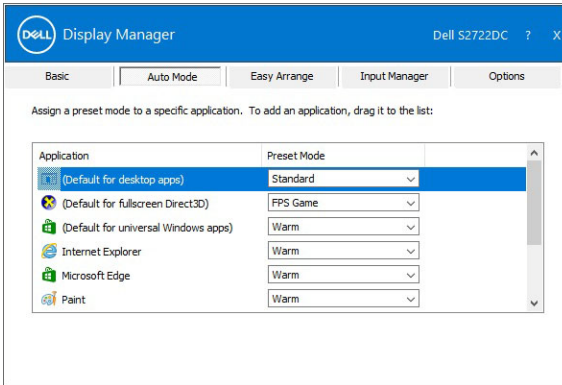 DELL Display Manager Dell S2722DC ? X
Basic Auto Mode Easy Arrange Input Manager Options
Assign a preset mode to a specific application. To add an application, drag it to the list:
Application Preset Mode
(Default for desktop apps) Standard
(Default for fullscreen Direct3D) FPS Game
(Default for universal Windows apps) Warm
Internet Explorer Warm
Microsoft Edge Warm
Paint Warm